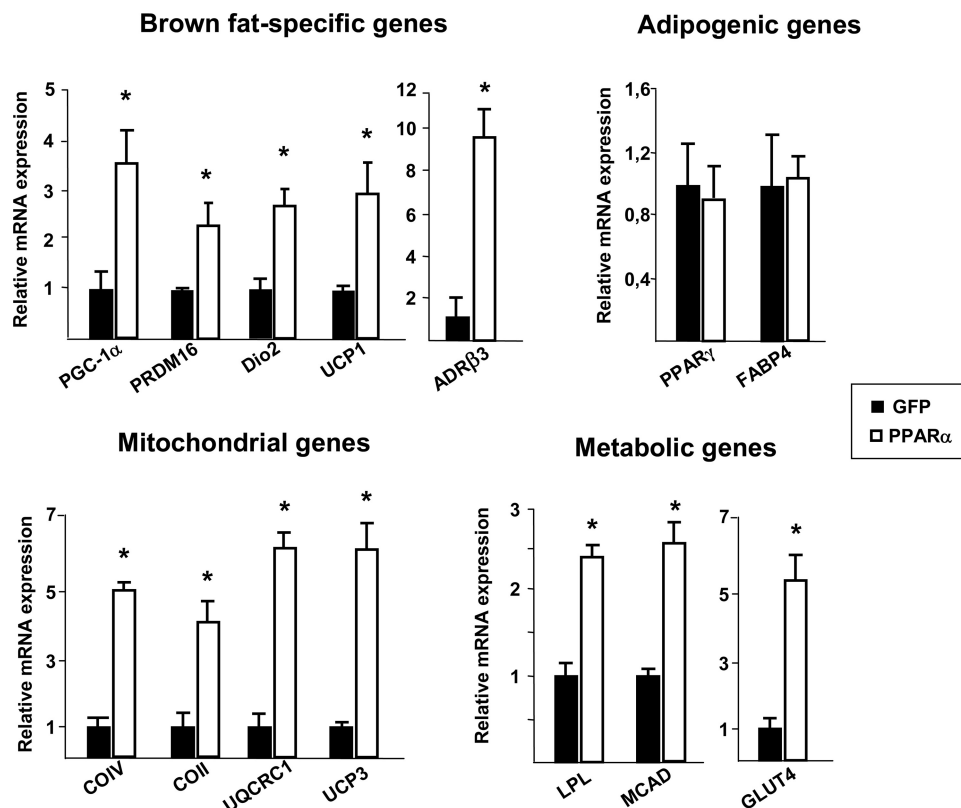 Brown fat-specific genes
Relative mRNA expression
5
4
3
2
1
* * * *
PGC-1α PRDM16 Dio2 UCP1
12
10
8
6
4
2
*
ADRβ3
Adipogenic genes
Relative mRNA expression
1,6
1,2
0,8
0,4
PPARγ FABP4
GFP
PPARα
Mitochondrial genes
Relative mRNA expression
7
5
3
1
* * * *
COIV COII UQCRC1 UCP3
Metabolic genes
Relative mRNA expression
3
2
1
* *
LPL MCAD
7
5
3
1
*
GLUT4